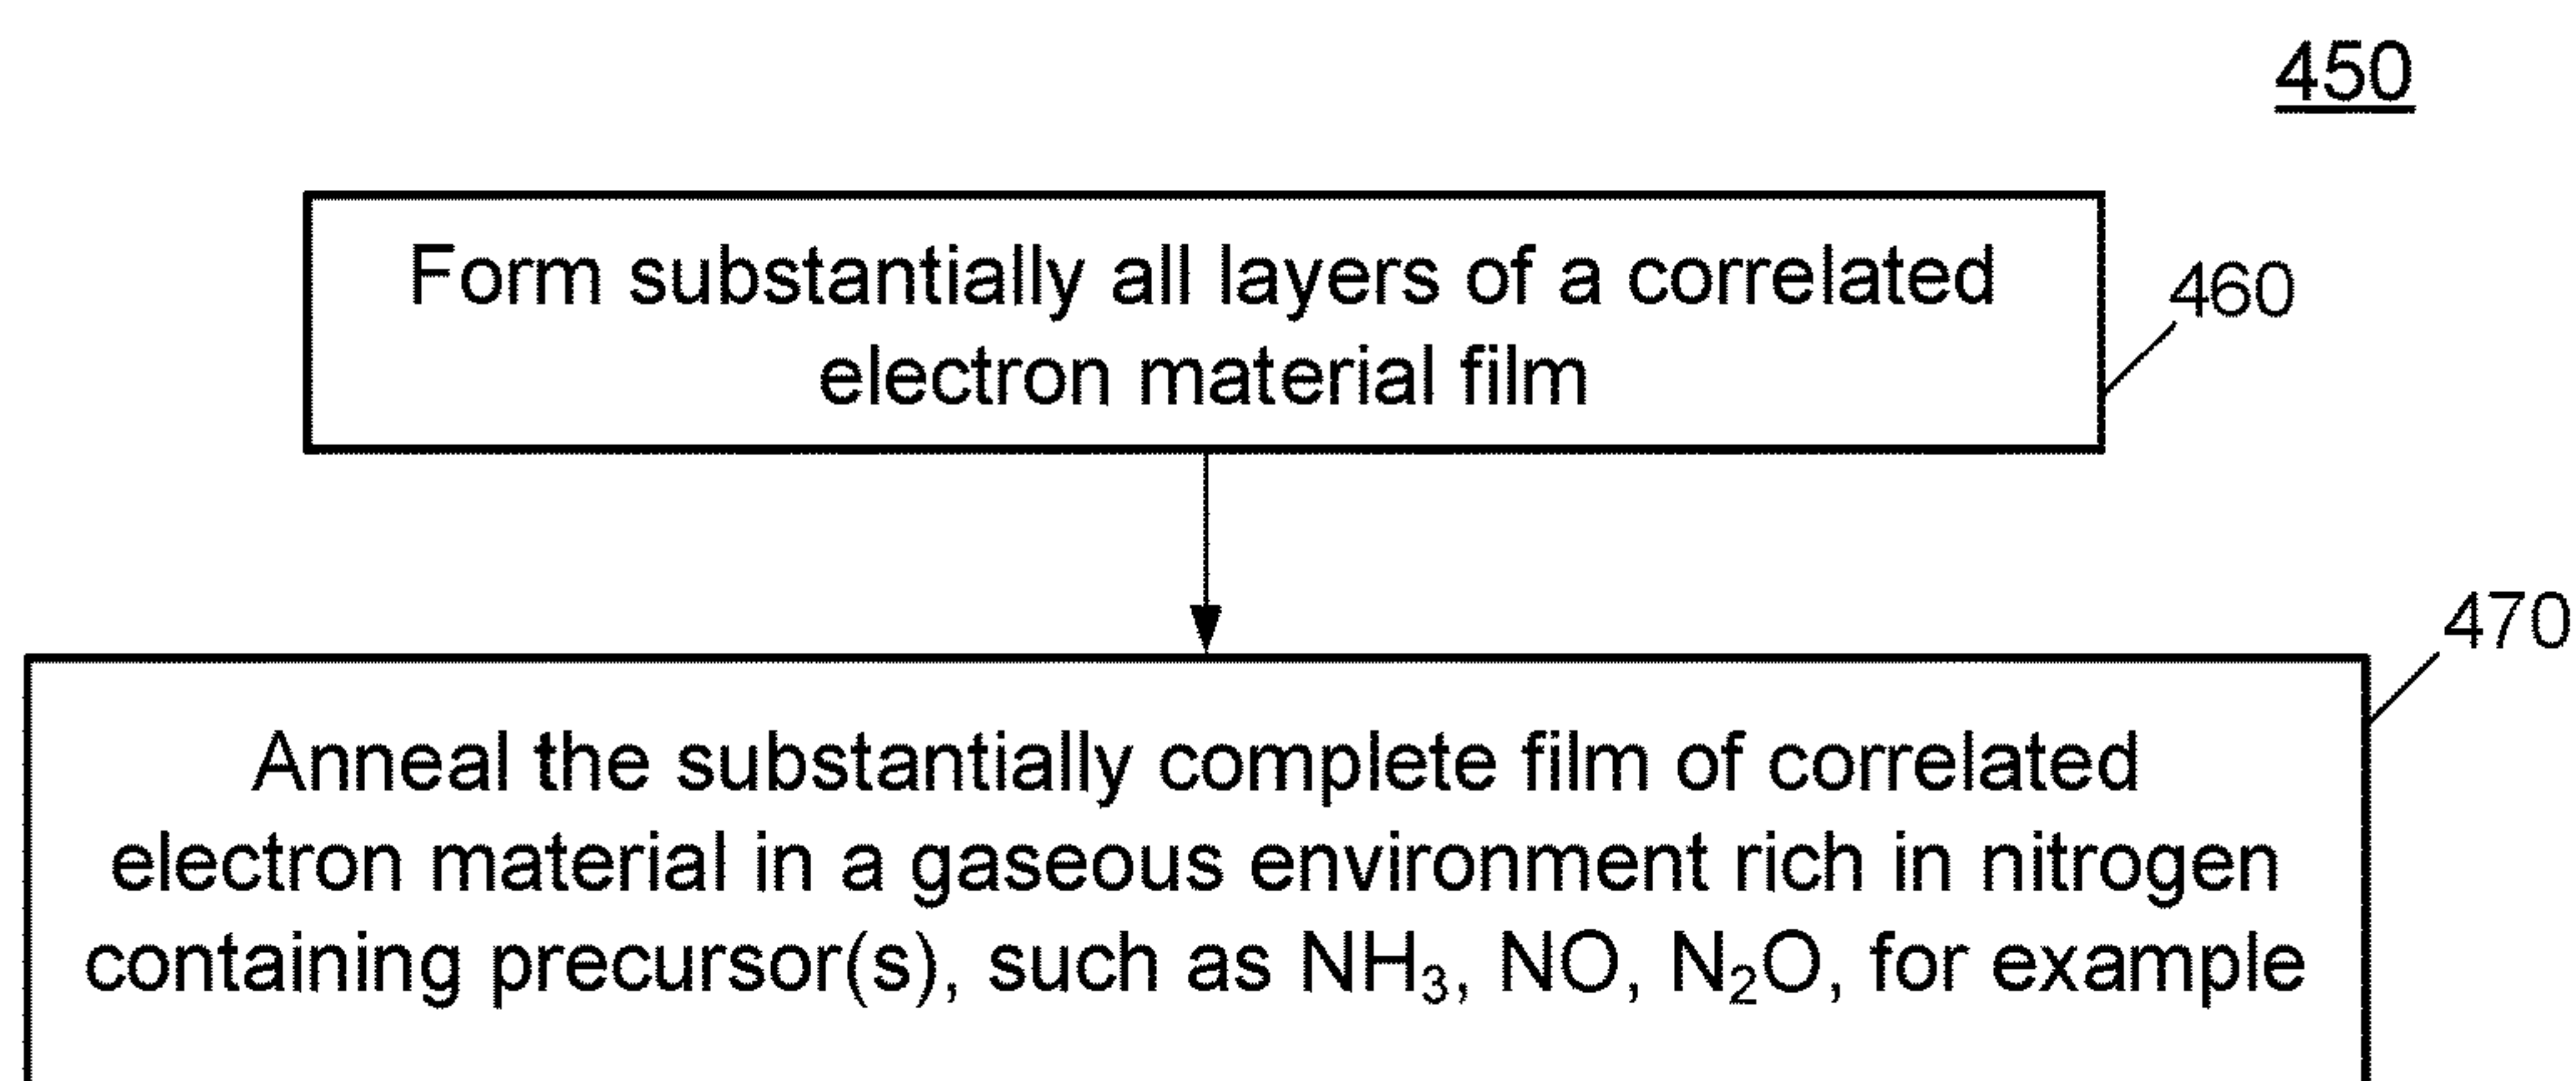 450
Form substantially all layers of a correlated
electron material film
460
470
Anneal the substantially complete film of correlated
electron material in a gaseous environment rich in nitrogen
containing precursor(s), such as NH₃, NO, N₂O, for example